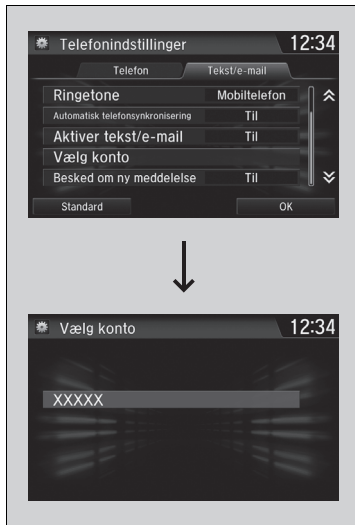 Telefonindstillinger 12:34
Telefon Tekst/e-mail
Ringetone Mobiltelefon
Automatisk telefonsynkronisering Til
Aktiver tekst/e-mail Til
Vælg konto
Besked om ny meddelelse Til
Standard OK
Vælg konto 12:34
XXXXX